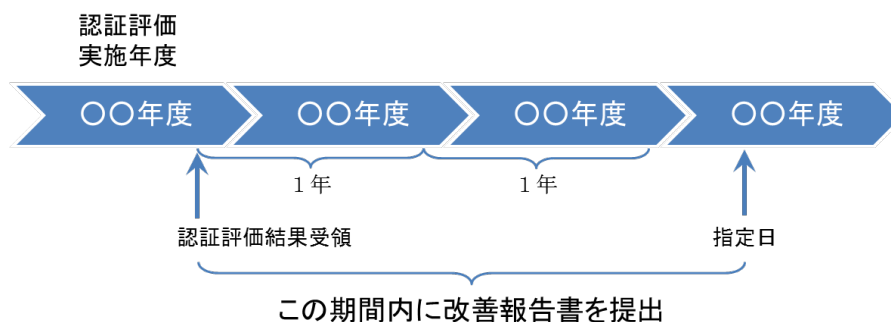 認証評価
実施年度
〇〇年度
〇〇年度
〇〇年度
〇〇年度
１年
１年
認証評価結果受領
指定日
この期間内に改善報告書を提出